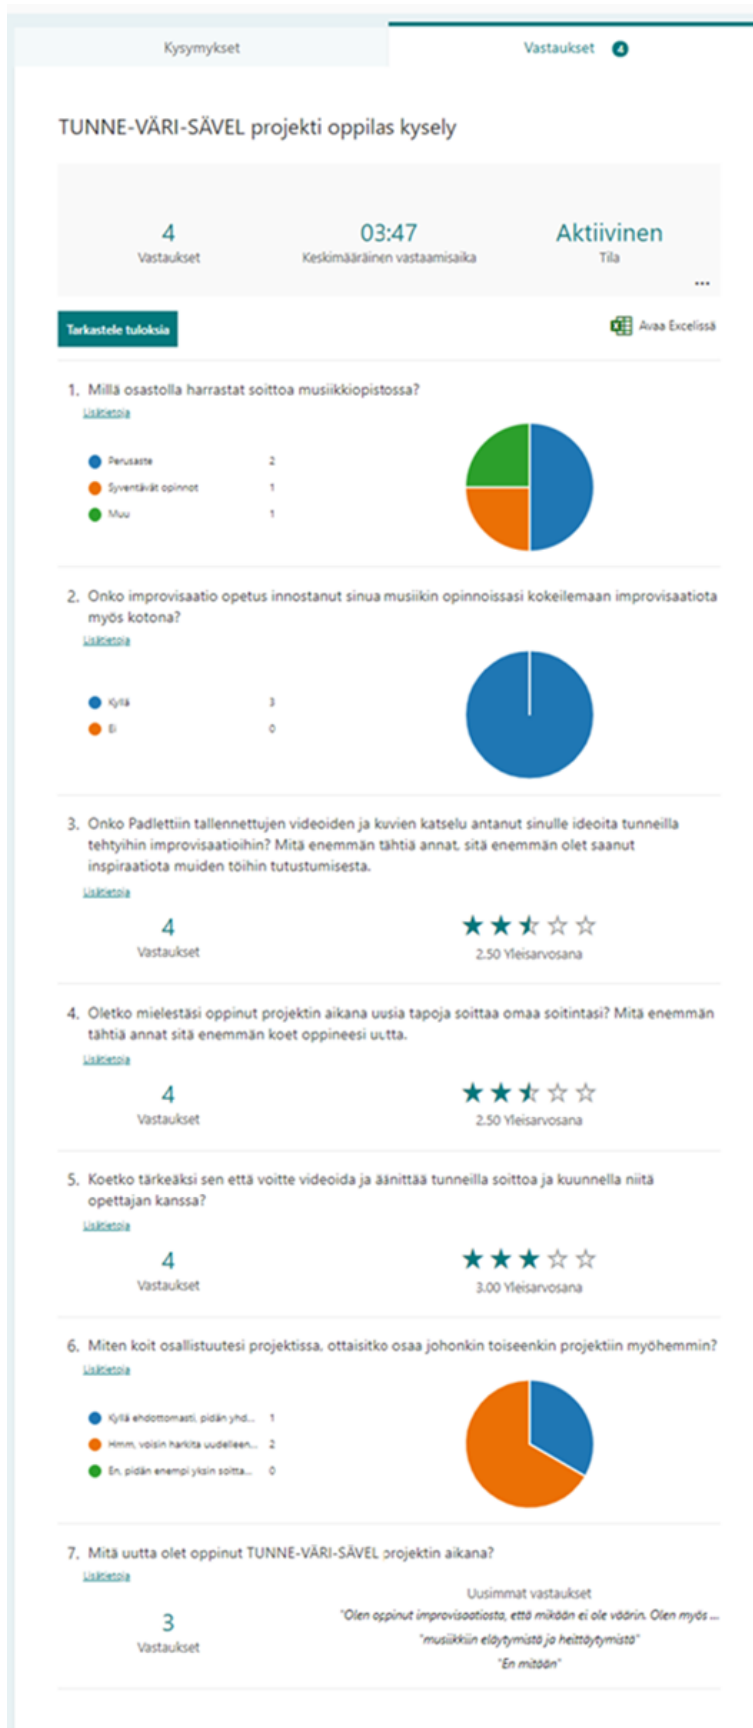 Kysymykset
Vastaukset 4
TUNNE-VÄRI-SÄVEL projekti oppilas kysely
4
Vastaukset
03:47
Keskimääräinen vastaamisaika
Aktiivinen
Tila
...
Tarkastele tuloksia
Avaa Excelissä
1. Millä osastolla harrastat soittoa musiikkiopistossa?
Lisätietoja
Perusaste 2
Syventävät opinnot 1
Muu 1
2. Onko improvisaatio opetus innostanut sinua musiikin opinnoissasi kokeilemaan improvisaatiota
myös kotona?
Lisätietoja
Kyllä 3
Ei 0
3. Onko Padlettiin tallennettujen videoiden ja kuvien katselu antanut sinulle ideoita tunneilla
tehtyihin improvisaatioihin? Mitä enemmän tähtiä annat, sitä enemmän olet saanut
inspiraatiota muiden töihin tutustumisesta.
Lisätietoja
4
Vastaukset
2.50 Yleisarvosana
4. Oletko mielestäsi oppinut projektin aikana uusia tapoja soittaa omaa soitintasi? Mitä enemmän
tähtiä annat sitä enemmän koet oppineesi uutta.
Lisätietoja
4
Vastaukset
2.50 Yleisarvosana
5. Koetko tärkeäksi sen että voitte videoida ja äänittää tunneilla soittoa ja kuunnella niitä
opettajan kanssa?
Lisätietoja
4
Vastaukset
3.00 Yleisarvosana
6. Miten koit osallistuutesi projektissa, ottaisitko osaa johonkin toiseenkin projektiin myöhemmin?
Lisätietoja
Kyllä ehdottomasti, pidän yhd... 1
Hmm, voisin harkita uudelleen... 2
En, pidän enempi yksin soitta... 0
7. Mitä uutta olet oppinut TUNNE-VÄRI-SÄVEL projektin aikana?
Lisätietoja
3
Vastaukset
Uusimmat vastaukset
"Olen oppinut improvisaatiosta, että mikään ei ole väärin. Olen myös ...
"musiikkiin eläytymistä ja heittäytymistä"
"En mitään"